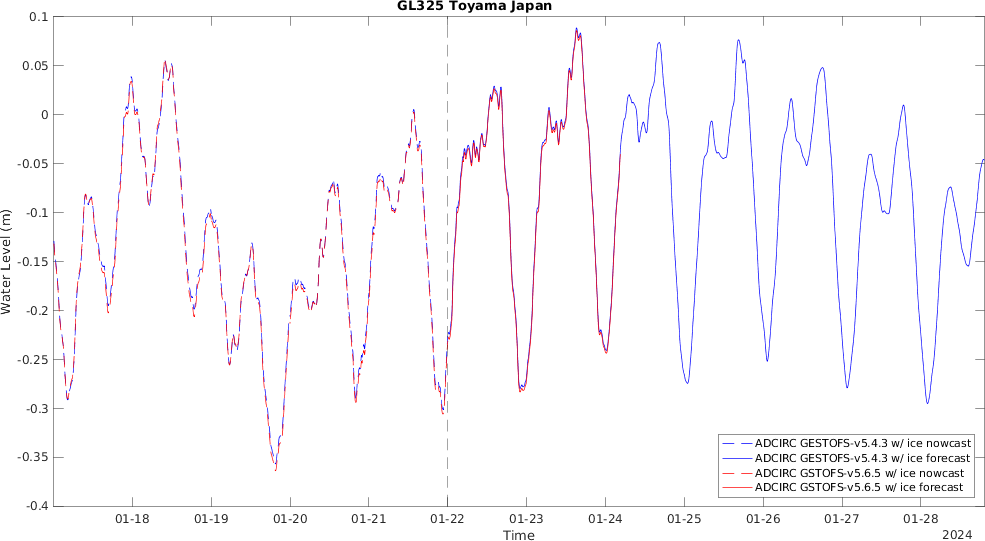 GL325 Toyama Japan
0.1
0.05
0
-0.05
-0.1
-0.15
-0.2
-0.25
-0.3
-0.35
-0.4
Water Level (m)
ADCIRC GESTOFS-v5.4.3 w/ ice nowcast
ADCIRC GESTOFS-v5.4.3 w/ ice forecast
ADCIRC GSTOFS-v5.6.5 w/ ice nowcast
ADCIRC GSTOFS-v5.6.5 w/ ice forecast
01-18 01-19 01-20 01-21 01-22 01-23 01-24 01-25 01-26 01-27 01-28
Time
2024